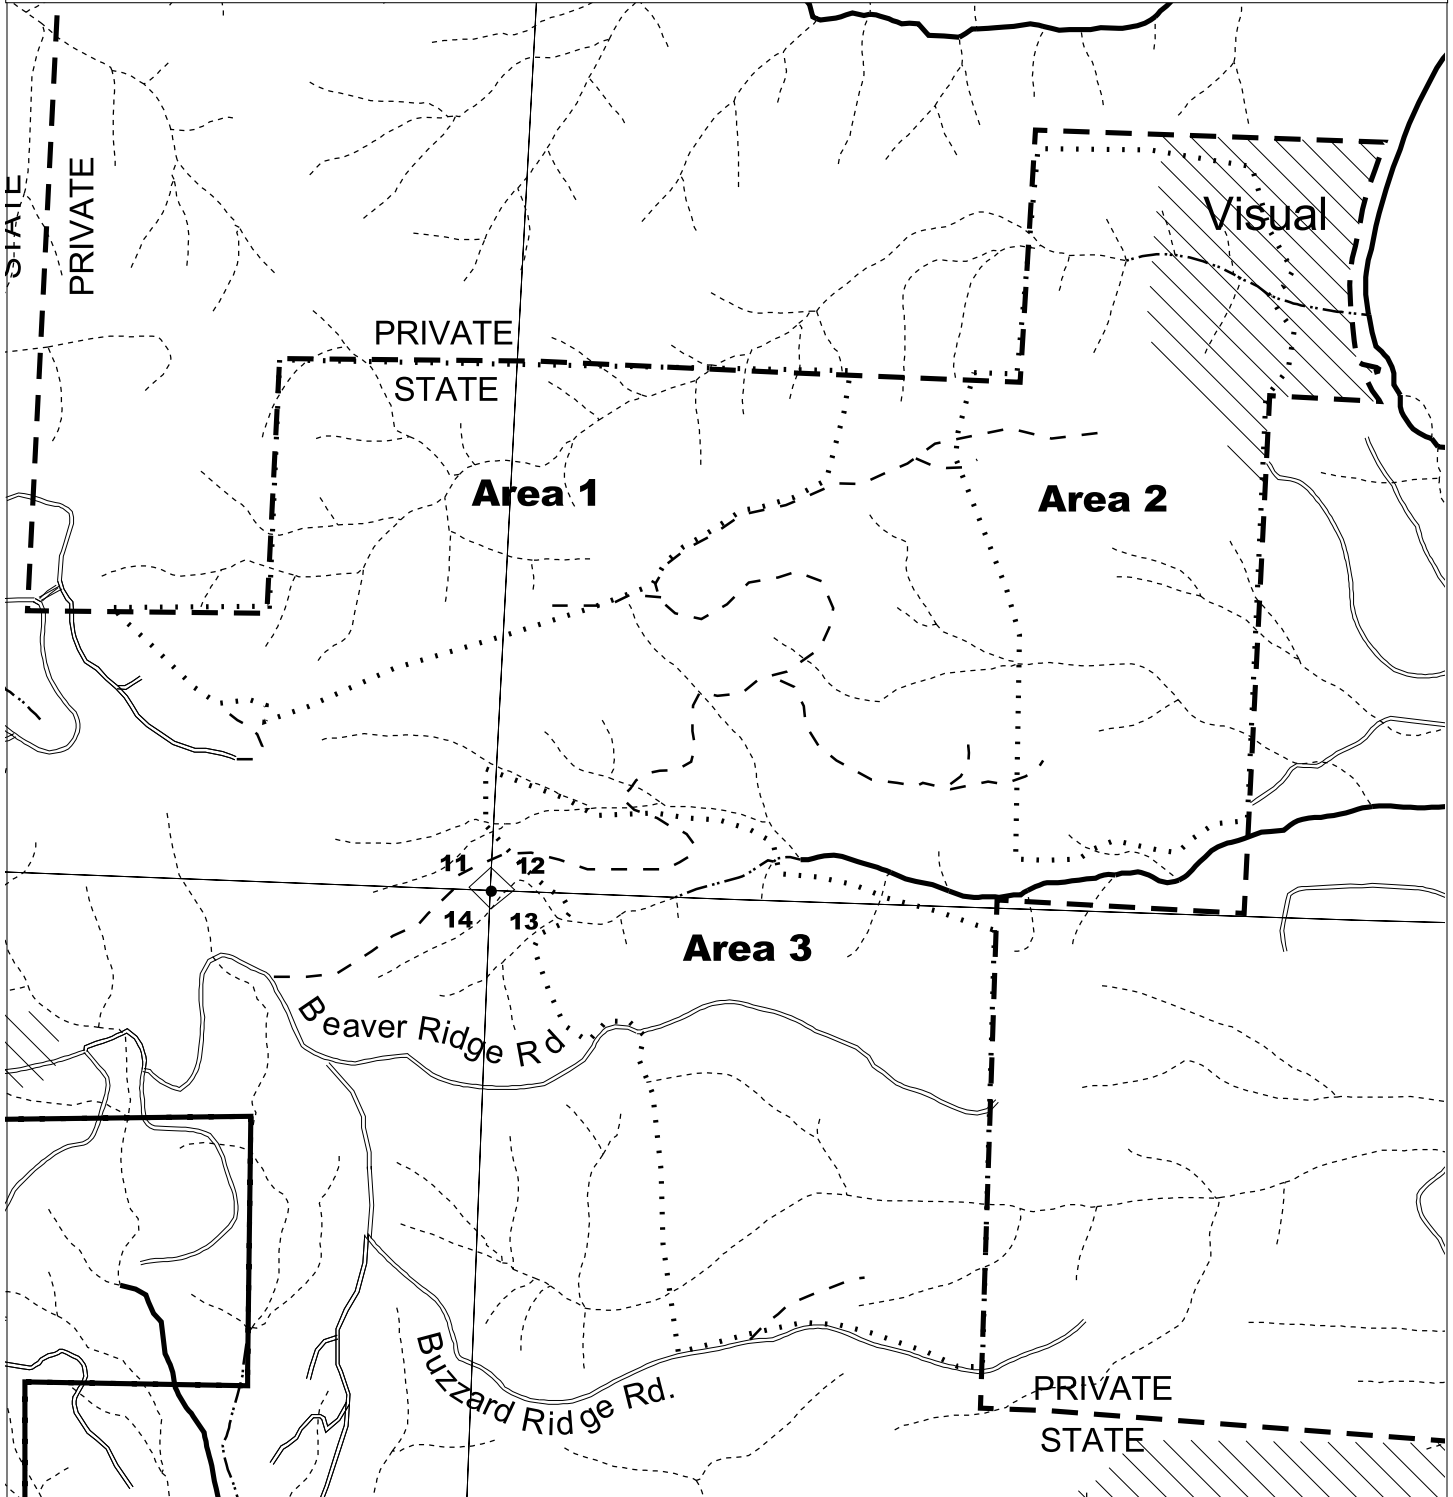 STATE
PRIVATE
Visual
PRIVATE
STATE
Area 1
Area 2
11
12
14
13
Area 3
Beaver Ridge Rd
Buzzard Ridge Rd.
PRIVATE
STATE